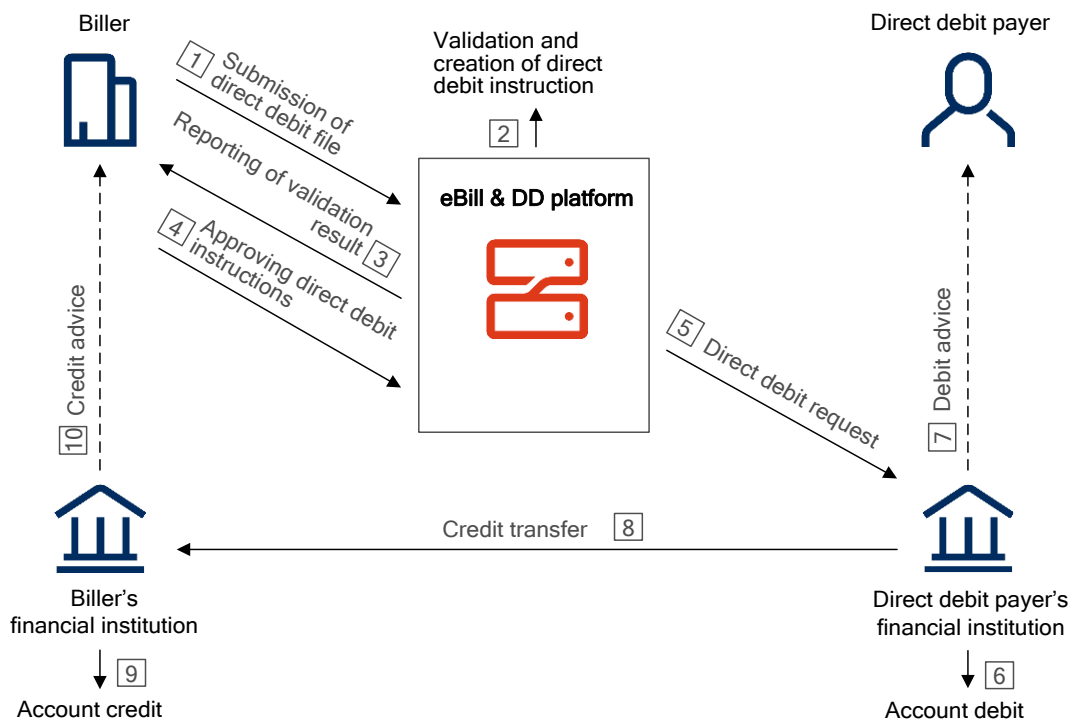 Biller
Direct debit payer
Validation and
creation of direct
debit instruction
1 Submission of
direct debit file
2
Reporting of validation
result 3
eBill & DD platform
4 Approving direct debit
instructions
5 Direct debit request
10 Credit advice
7 Debit advice
Credit transfer 8
Biller's
financial institution
Direct debit payer's
financial institution
9
6
Account credit
Account debit